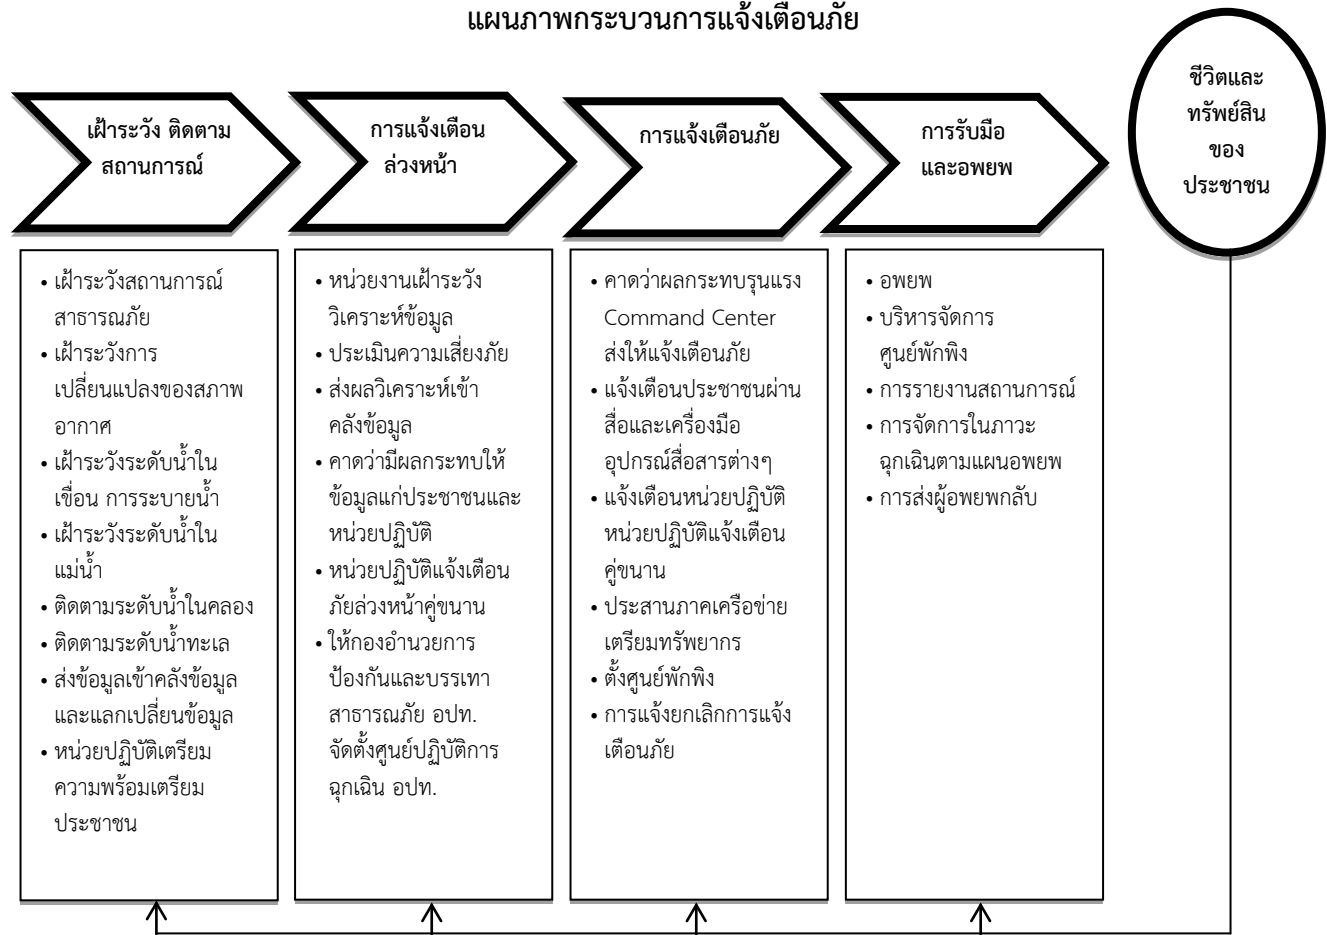 แผนภาพกระบวนการแจ้งเตือนภัย
เฝ้าระวัง ติดตาม
สถานการณ์
การแจ้งเตือน
ล่วงหน้า
การแจ้งเตือนภัย
การรับมือ
และอพยพ
ชีวิตและ
ทรัพย์สิน
ของ
ประชาชน
• เฝ้าระวังสถานการณ์
สาธารณภัย
• เฝ้าระวังการ
เปลี่ยนแปลงของสภาพ
อากาศ
• เฝ้าระวังระดับน้ำใน
เขื่อน การระบายน้ำ
• เฝ้าระวังระดับน้ำใน
แม่น้ำ
• ติดตามระดับน้ำในคลอง
• ติดตามระดับน้ำทะเล
• ส่งข้อมูลเข้าคลังข้อมูล
และแลกเปลี่ยนข้อมูล
• หน่วยปฏิบัติเตรียม
ความพร้อมเตรียม
ประชาชน
• หน่วยงานเฝ้าระวัง
วิเคราะห์ข้อมูล
• ประเมินความเสี่ยงภัย
• ส่งผลวิเคราะห์เข้า
คลังข้อมูล
• คาดว่ามีผลกระทบให้
ข้อมูลแก่ประชาชนและ
หน่วยปฏิบัติ
• หน่วยปฏิบัติแจ้งเตือน
ภัยล่วงหน้าคู่ขนาน
• ให้กองอำนวยการ
ป้องกันและบรรเทา
สาธารณภัย อปท.
จัดตั้งศูนย์ปฏิบัติการ
ฉุกเฉิน อปท.
• คาดว่าผลกระทบรุนแรง
Command Center
ส่งให้แจ้งเตือนภัย
• แจ้งเตือนประชาชนผ่าน
สื่อและเครื่องมือ
อุปกรณ์สื่อสารต่างๆ
• แจ้งเตือนหน่วยปฏิบัติ
หน่วยปฏิบัติแจ้งเตือน
คู่ขนาน
• ประสานภาคเครือข่าย
เตรียมทรัพยากร
• ตั้งศูนย์พักพิง
• การแจ้งยกเลิกการแจ้ง
เตือนภัย
• อพยพ
• บริหารจัดการ
ศูนย์พักพิง
• การรายงานสถานการณ์
• การจัดการในภาวะ
ฉุกเฉินตามแผนอพยพ
• การส่งผู้อพยพกลับ